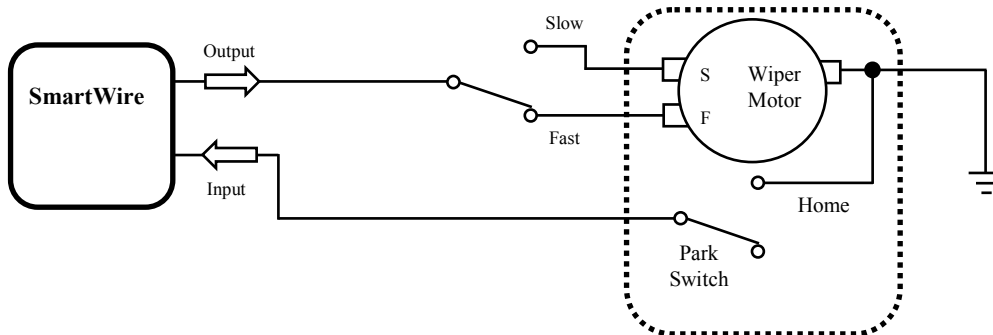 Slow
Output
SmartWire
S
Wiper
Motor
F
Fast
Input
Home
Park
Switch